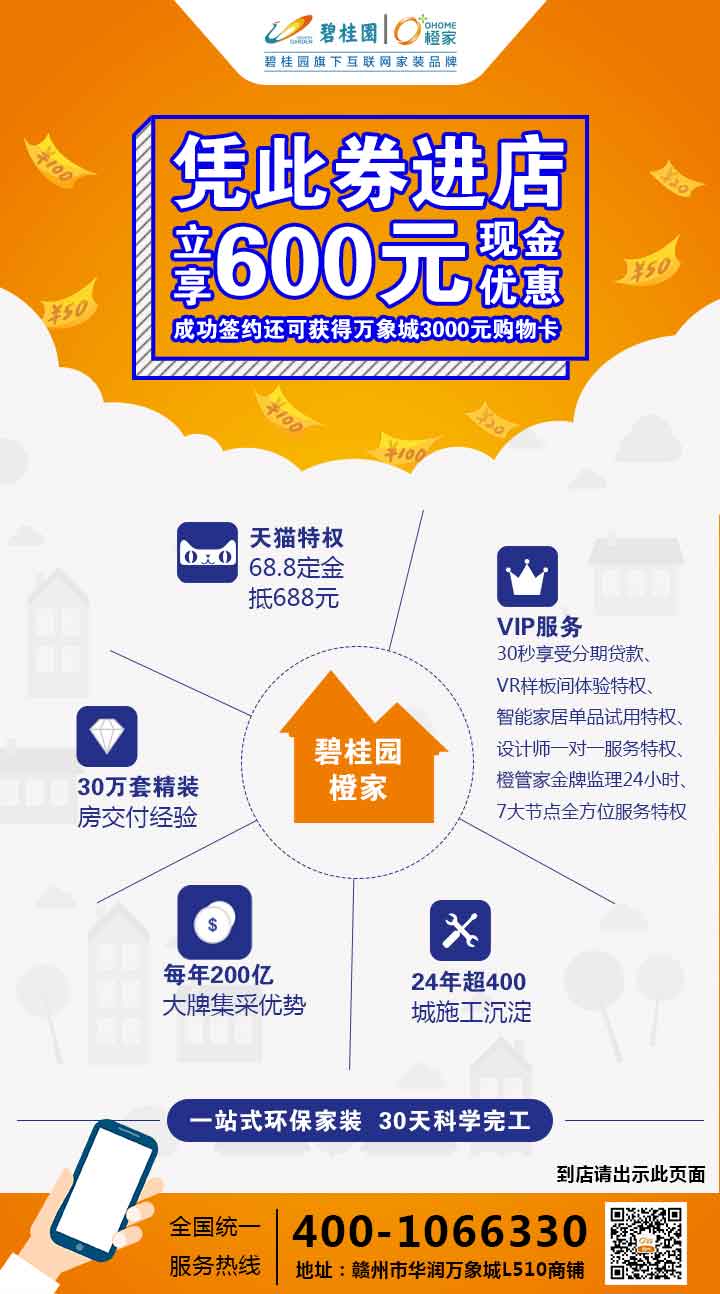 碧桂园 OHOME 橙家
碧桂园旗下互联网家装品牌
凭此券进店
立享600元现金优惠
成功签约还可获得万象城3000元购物卡
¥100
¥20
¥50
¥50
¥100
¥20
¥100
天猫特权
68.8定金
抵688元
VIP服务
30秒享受分期贷款、
VR样板间体验特权、
智能家居单品试用特权、
设计师一对一服务特权、
橙管家金牌监理24小时、
7大节点全方位服务特权
碧桂园
橙家
30万套精装
房交付经验
$
每年200亿
大牌集采优势
24年超400
城施工沉淀
一站式环保家装 30天科学完工
到店请出示此页面
全国统一
服务热线
400-1066330
地址：赣州市华润万象城L510商铺